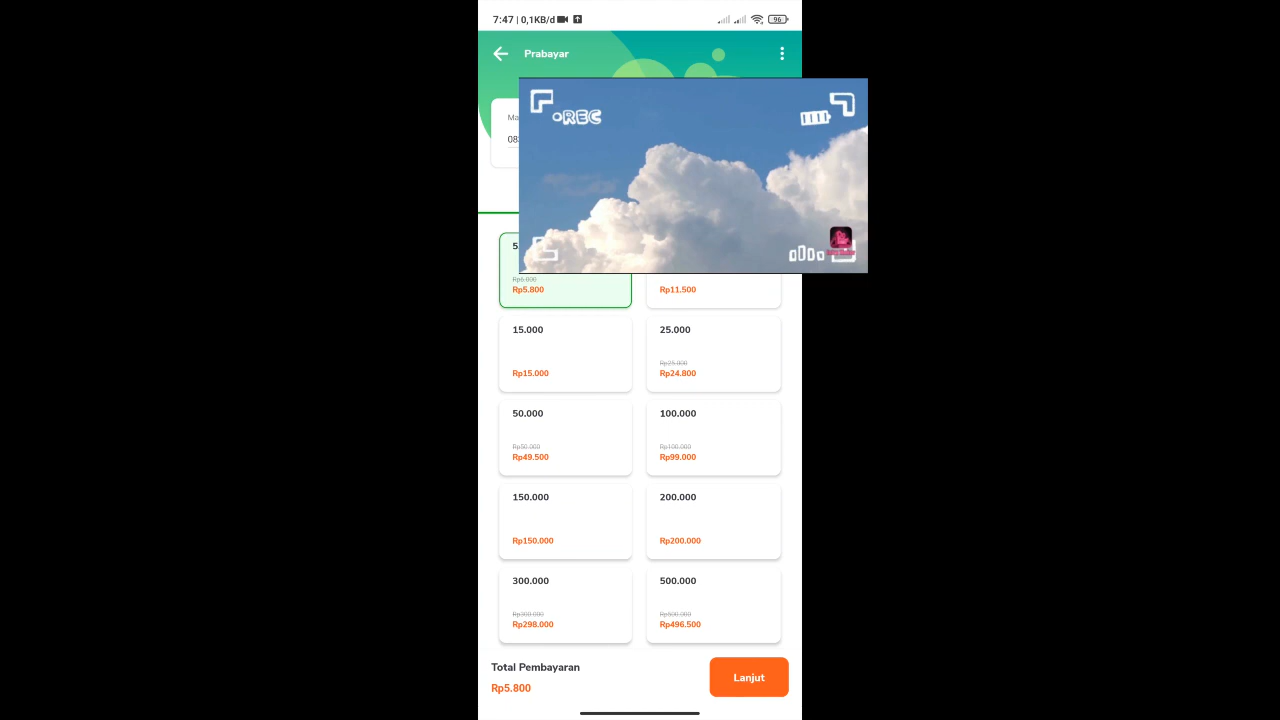 7:47 | 0,1KB/d
96
Prabayar
REC
Rp6.000
Rp5.800
Rp11.500
15.000
25.000
Rp25.000
Rp15.000
Rp24.800
50.000
100.000
Rp50.000
Rp100.000
Rp49.500
Rp99.000
150.000
200.000
Rp150.000
Rp200.000
300.000
500.000
Rp300.000
Rp500.000
Rp298.000
Rp496.500
Total Pembayaran
Rp5.800
Lanjut